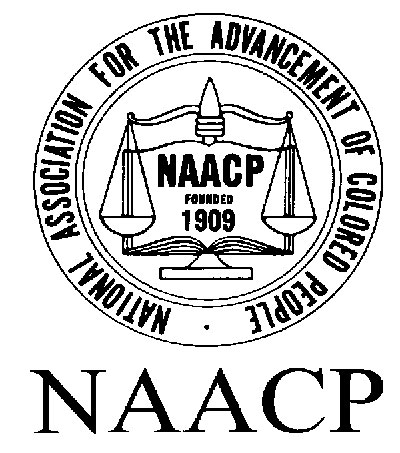 NATIONAL ASSOCIATION FOR THE ADVANCEMENT OF COLORED PEOPLE
NAACP
FOUNDED
1909
NAACP